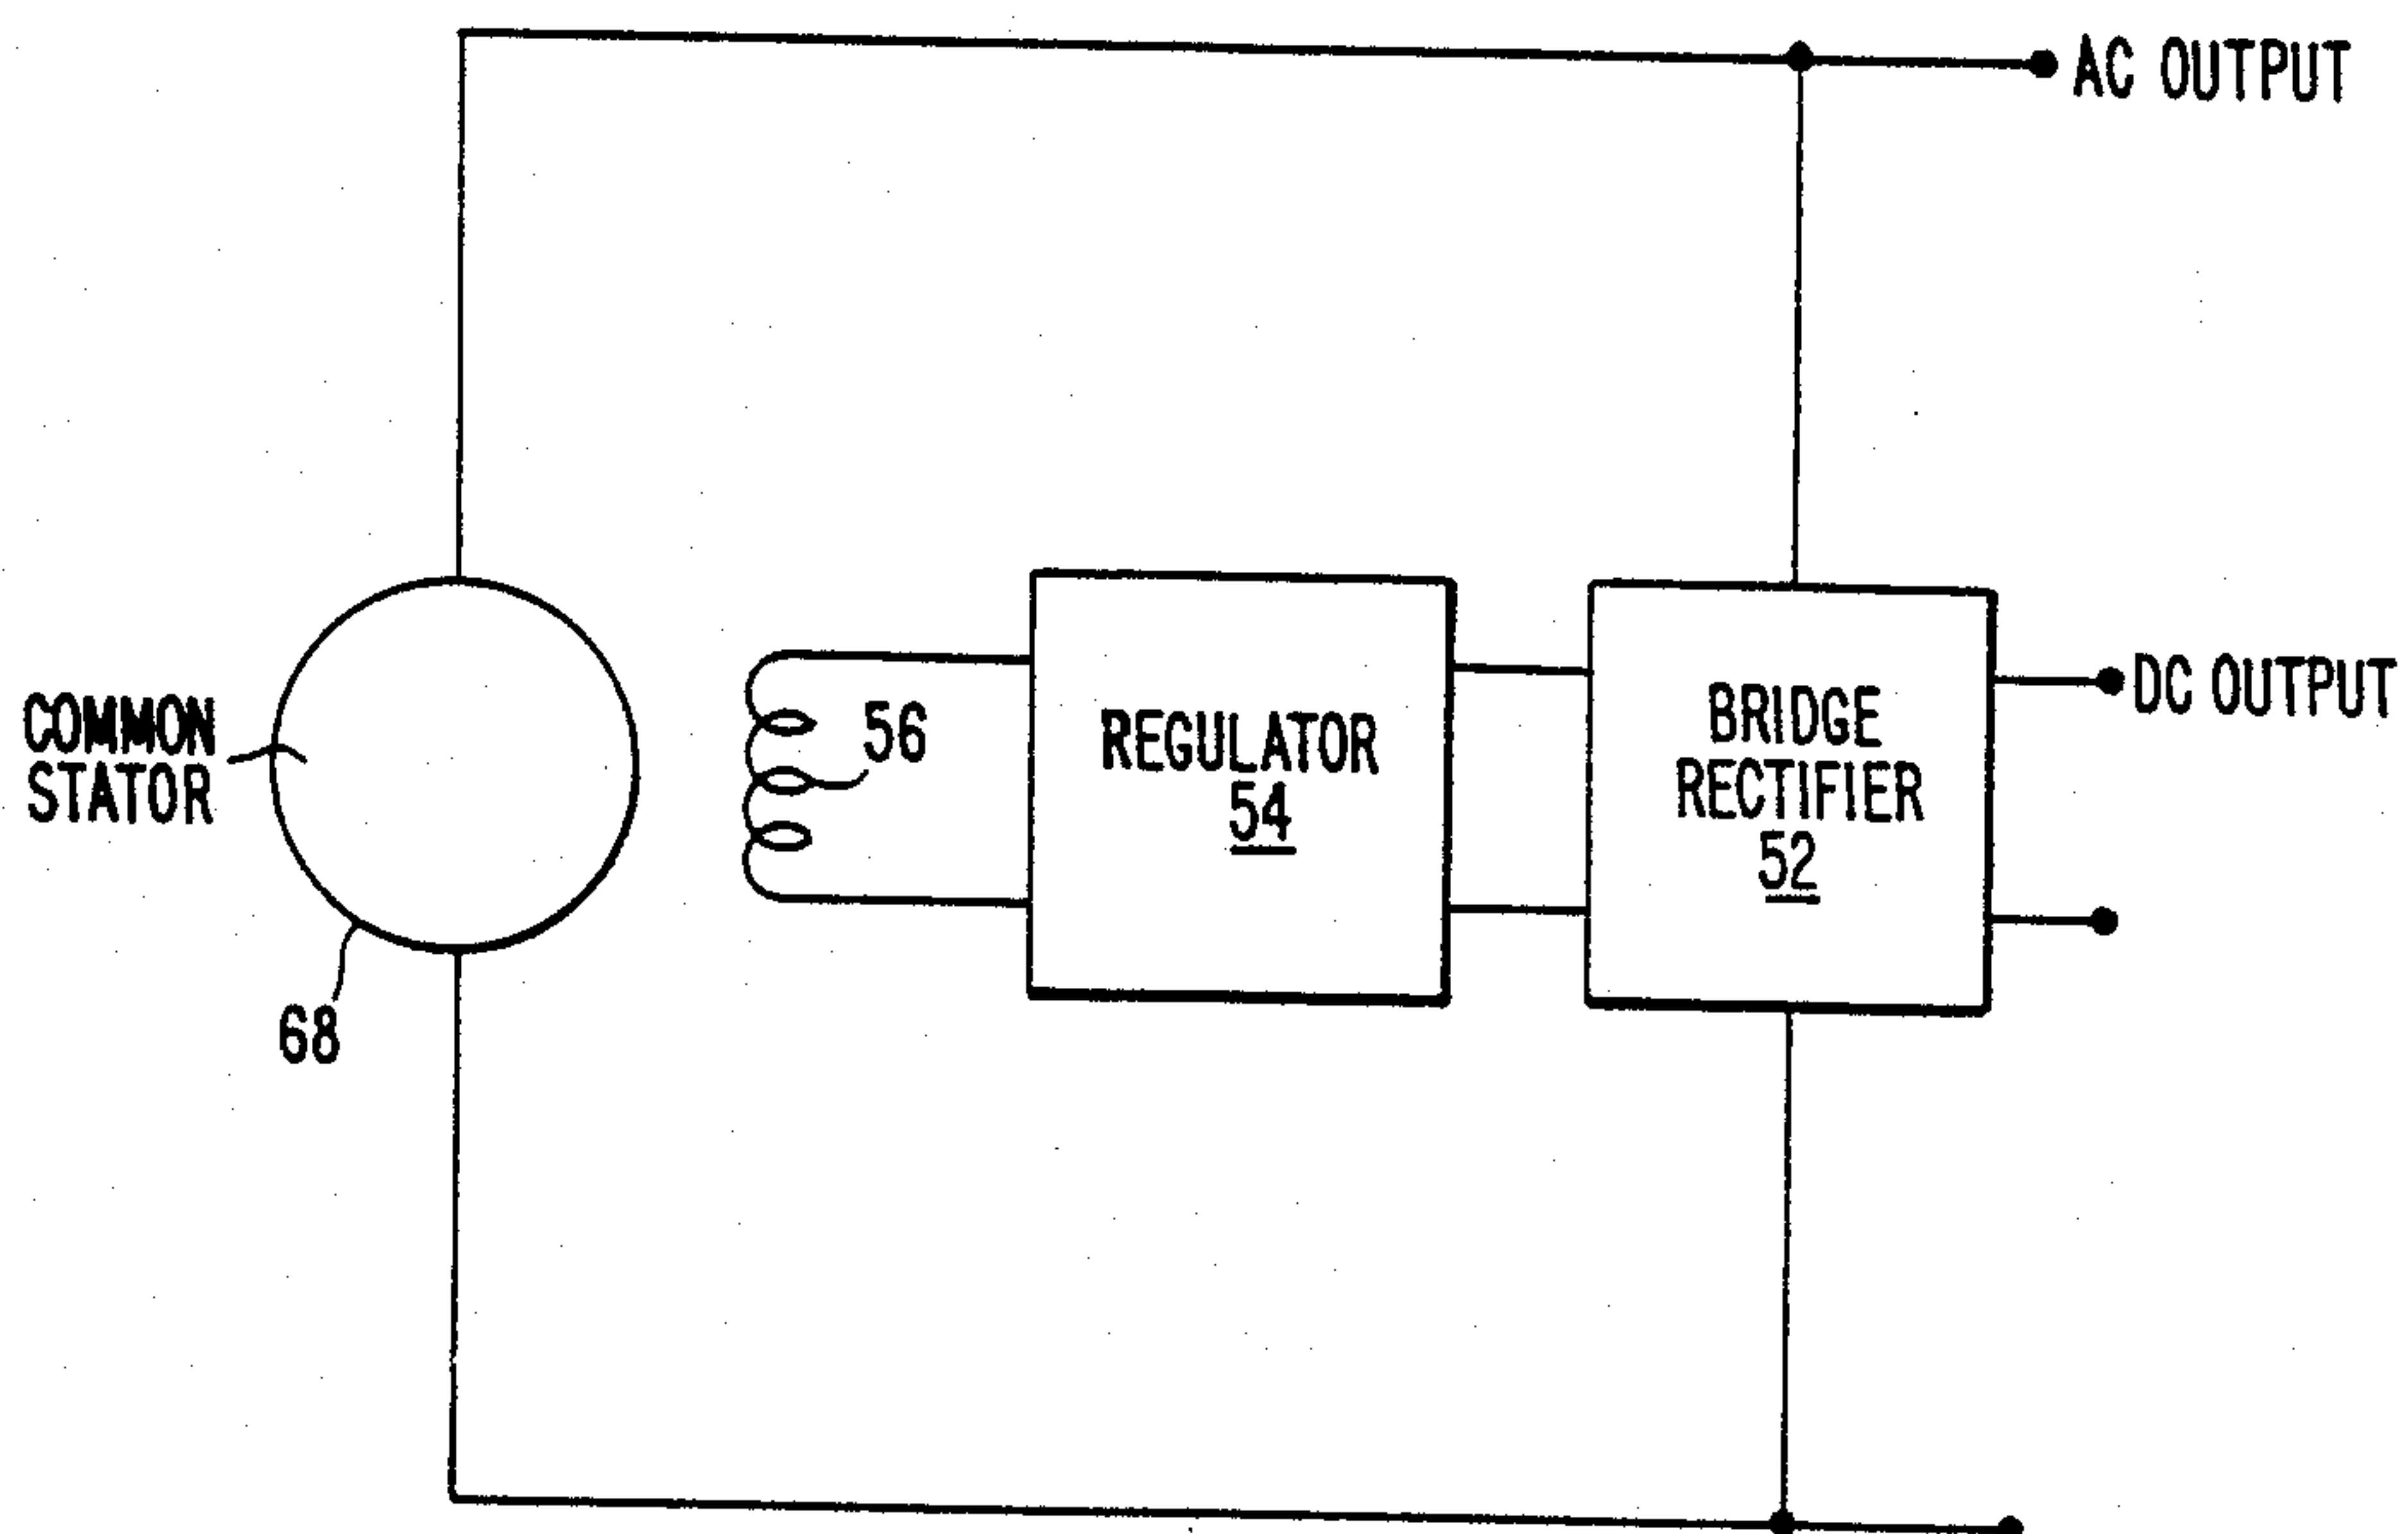 AC OUTPUT
COMMON
STATOR
68
56
REGULATOR
54
BRIDGE
RECTIFIER
52
DC OUTPUT